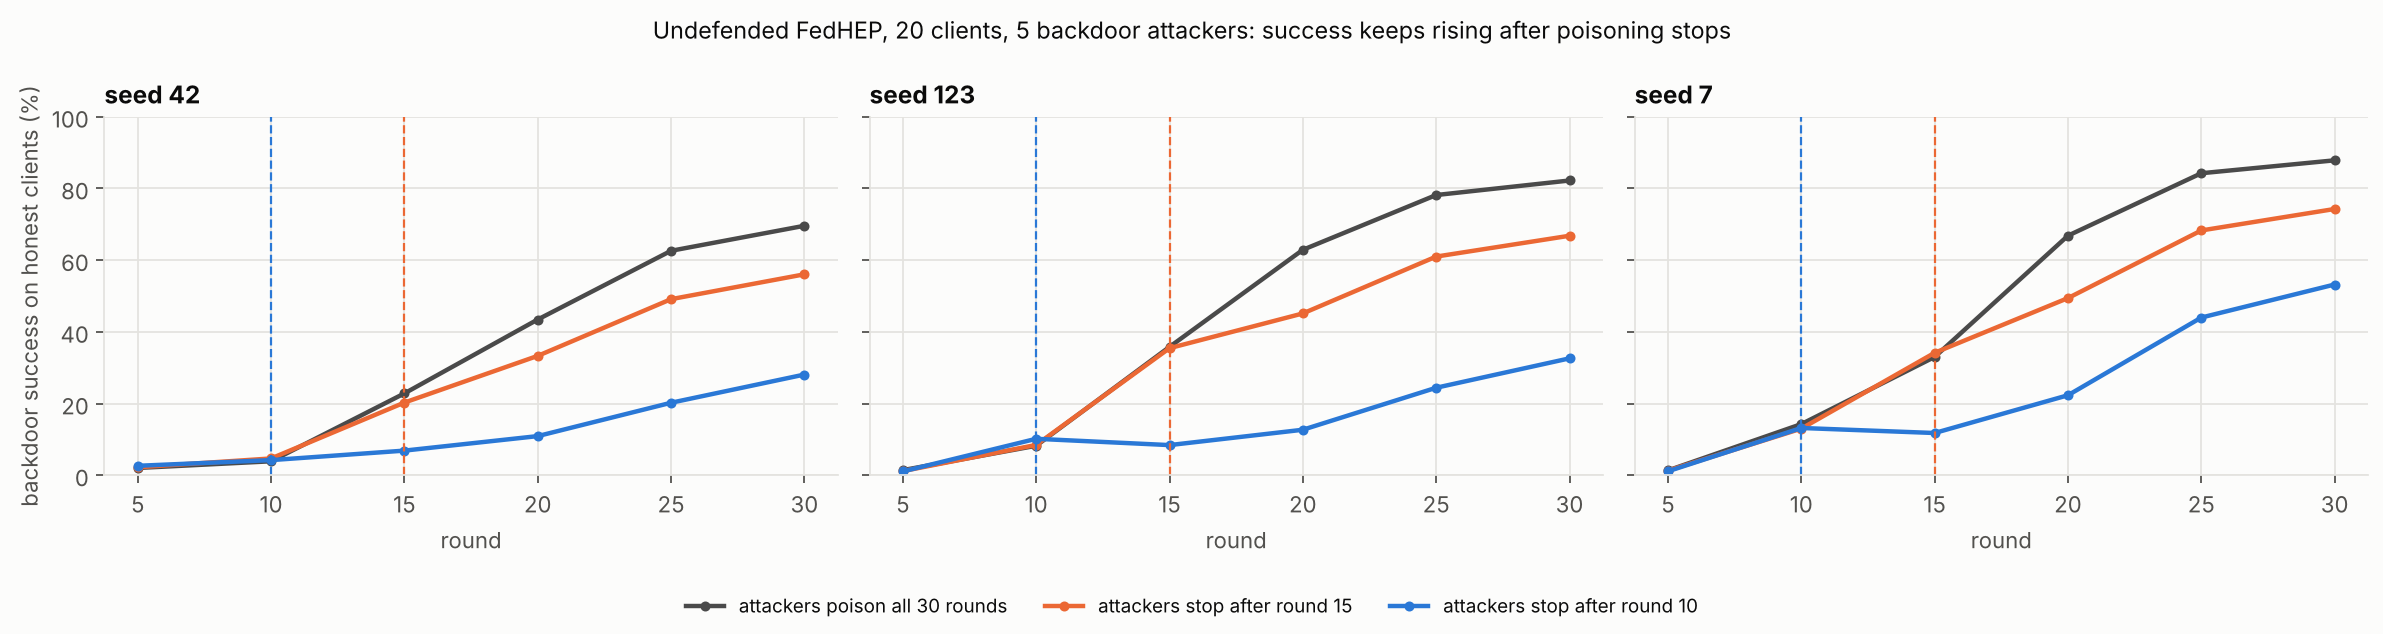 Undefended FedHEP, 20 clients, 5 backdoor attackers: success keeps rising after poisoning stops
seed 42
seed 123
seed 7
backdoor success on honest clients (%)
100
80
60
40
20
0
5 10 15 20 25 30
5 10 15 20 25 30
5 10 15 20 25 30
round
round
round
attackers poison all 30 rounds
attackers stop after round 15
attackers stop after round 10